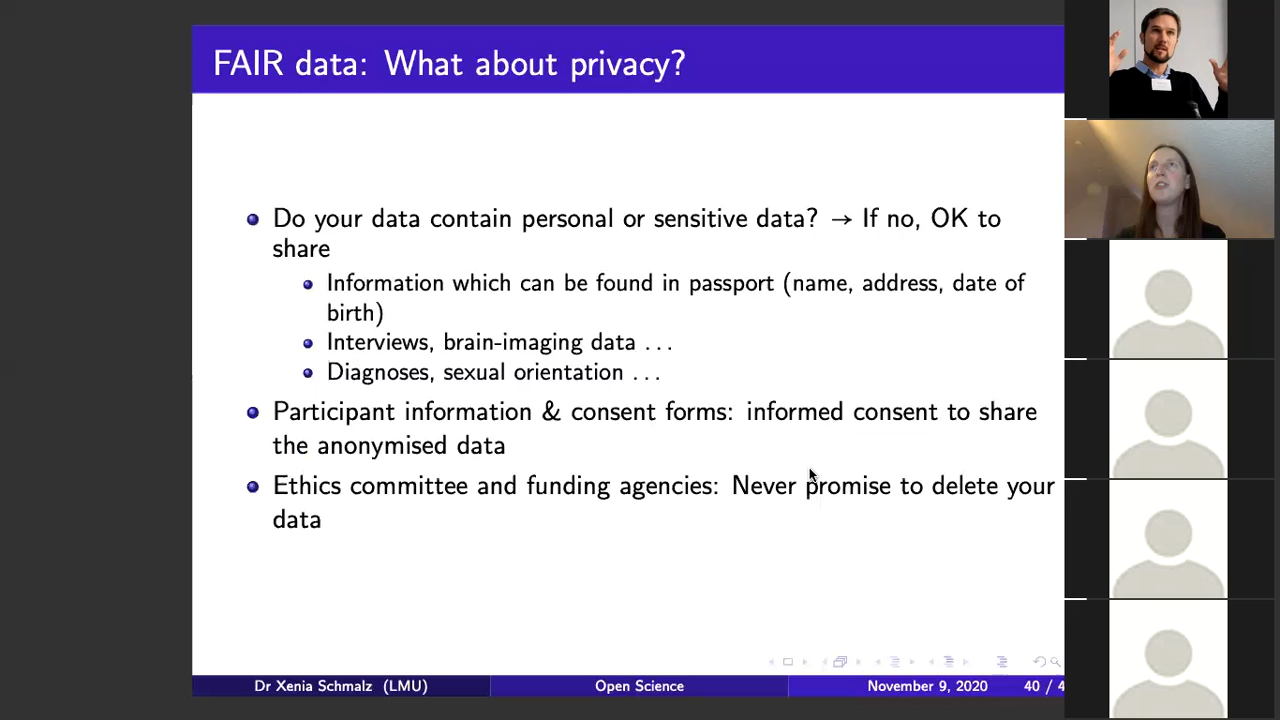 FAIR data: What about privacy?
Do your data contain personal or sensitive data? → If no, OK to
share
Information which can be found in passport (name, address, date of
birth)
Interviews, brain-imaging data . . .
Diagnoses, sexual orientation . . .
Participant information & consent forms: informed consent to share
the anonymised data
Ethics committee and funding agencies: Never promise to delete your
data
Dr Xenia Schmalz (LMU)
Open Science
November 9, 2020
40 / 4